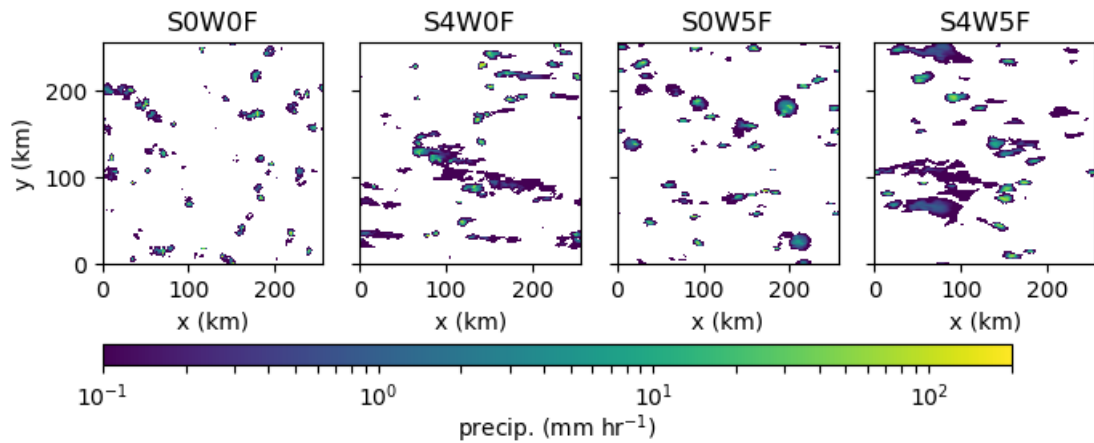 S0W0F S4W0F S0W5F S4W5F
y (km)
200
100
0
0 100 200 0 100 200 0 100 200 0 100 200
x (km) x (km) x (km) x (km)
10⁻¹ 10⁰ 10¹ 10²
precip. (mm hr⁻¹)